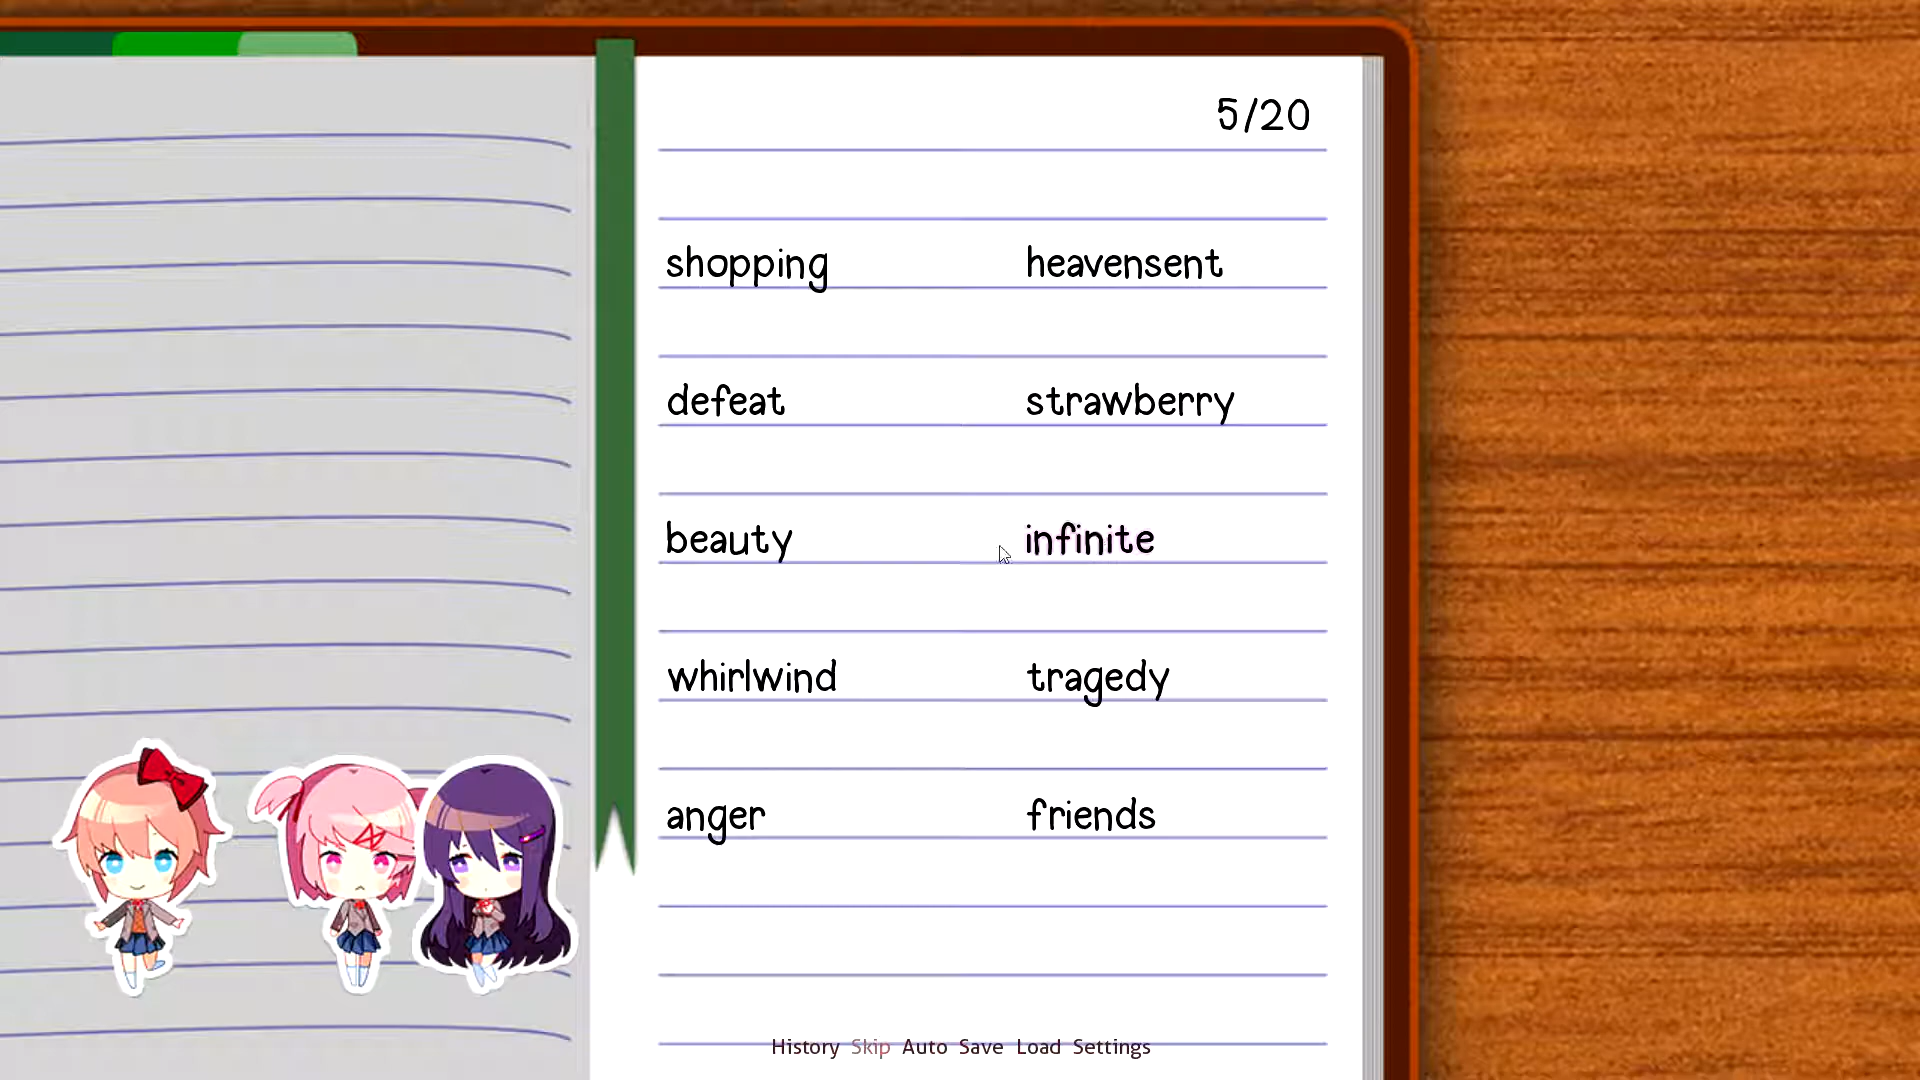 5/20
shopping heavensent
defeat strawberry
beauty infinite
whirlwind tragedy
anger friends
History Skip Auto Save Load Settings